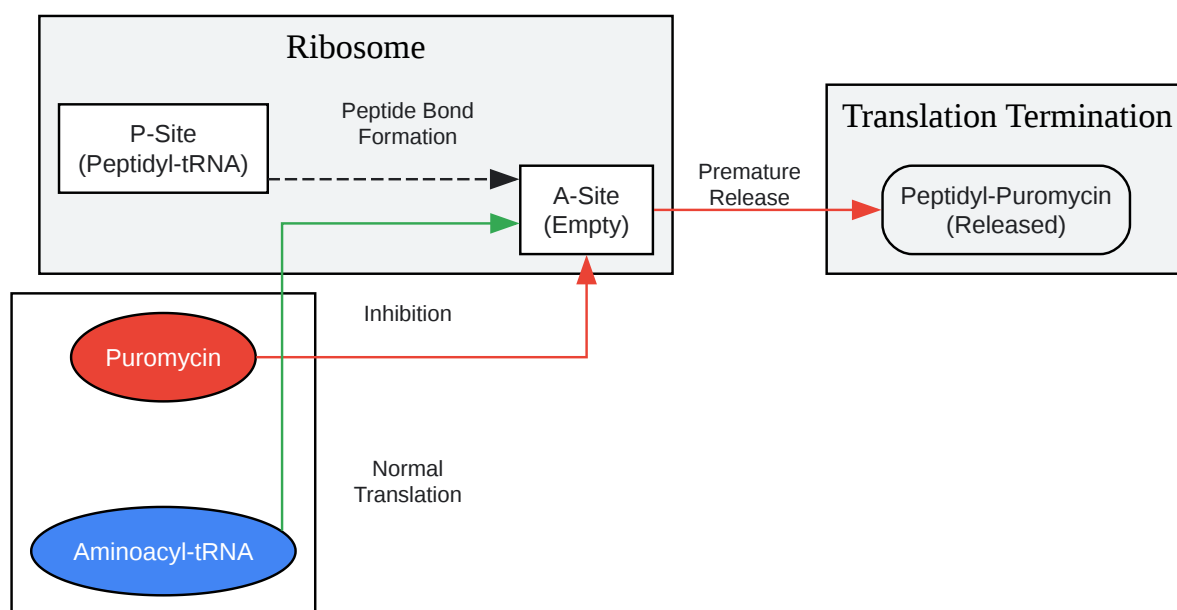 Ribosome
P-Site
(Peptidyl-tRNA)
Peptide Bond
Formation
A-Site
(Empty)
Premature
Release
Translation Termination
Peptidyl-Puromycin
(Released)
Puromycin
Inhibition
Normal
Translation
Aminoacyl-tRNA